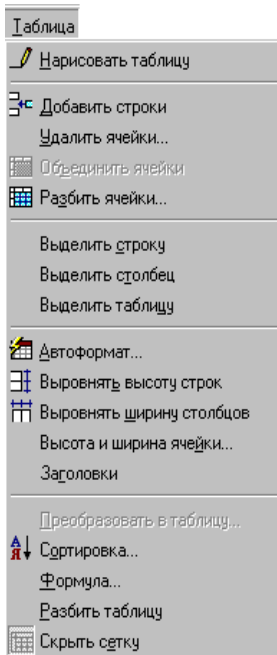 Таблица
Нарисовать таблицу
Добавить строки
Удалить ячейки...
Объединить ячейки
Разбить ячейки...
Выделить строку
Выделить столбец
Выделить таблицу
Автоформат...
Выровнять высоту строк
Выровнять ширину столбцов
Высота и ширина ячейки...
Заголовки
Преобразовать в таблицу...
Сортировка...
Формула...
Разбить таблицу
Скрыть сетку